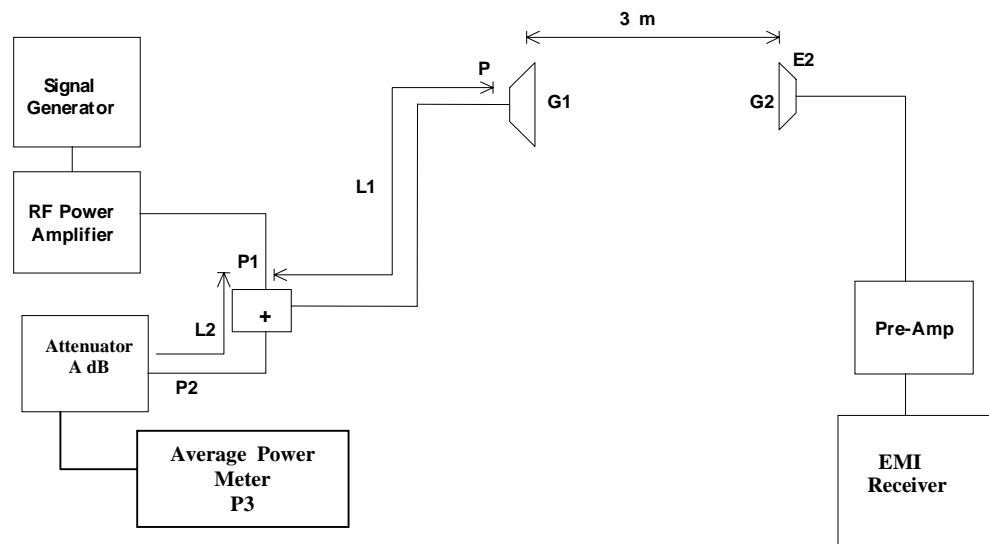 3 m
Signal
Generator
P
E2
G1
G2
L1
RF Power
Amplifier
P1
+
L2
Attenuator
A dB
P2
Pre-Amp
Average Power
Meter
P3
EMI
Receiver